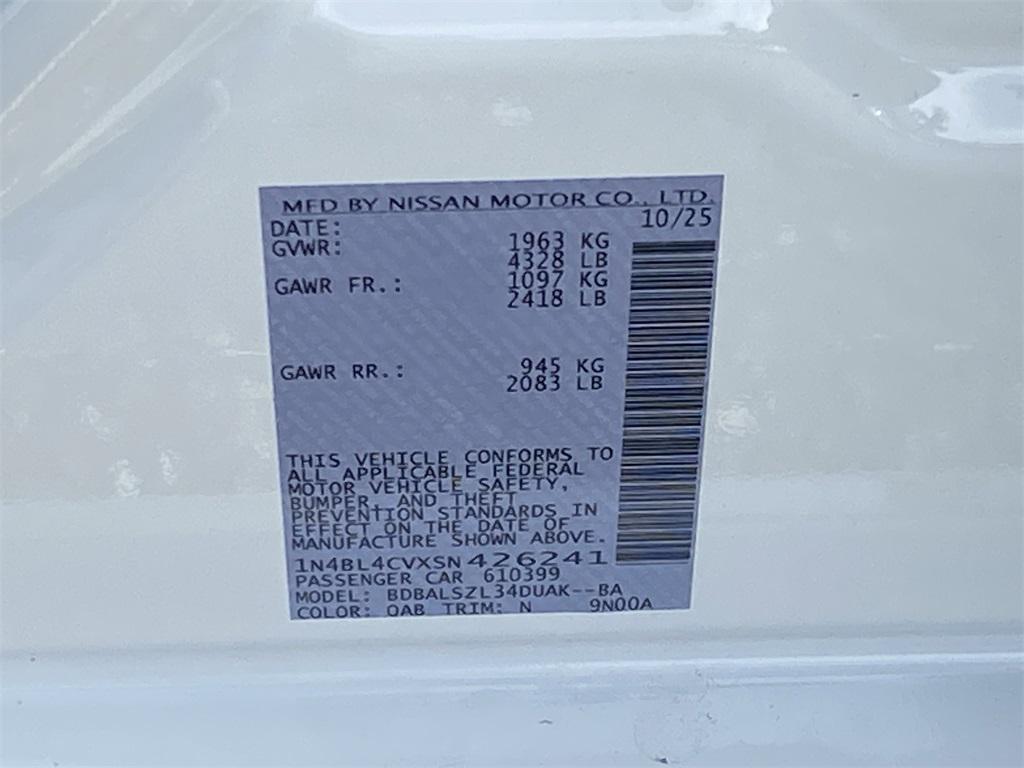 MFD BY NISSAN MOTOR CO., LTD.
DATE: 10/25
GVWR: 1963 KG
4328 LB
GAWR FR.: 1097 KG
2418 LB
GAWR RR.: 945 KG
2083 LB
THIS VEHICLE CONFORMS TO
ALL APPLICABLE FEDERAL
MOTOR VEHICLE SAFETY,
BUMPER, AND THEFT
PREVENTION STANDARDS IN
EFFECT ON THE DATE OF
MANUFACTURE SHOWN ABOVE.
1N4BL4CVXSN426241
PASSENGER CAR 610399
MODEL: BDBALSZL34DUAK--BA
COLOR: QAB TRIM: N 9N00A